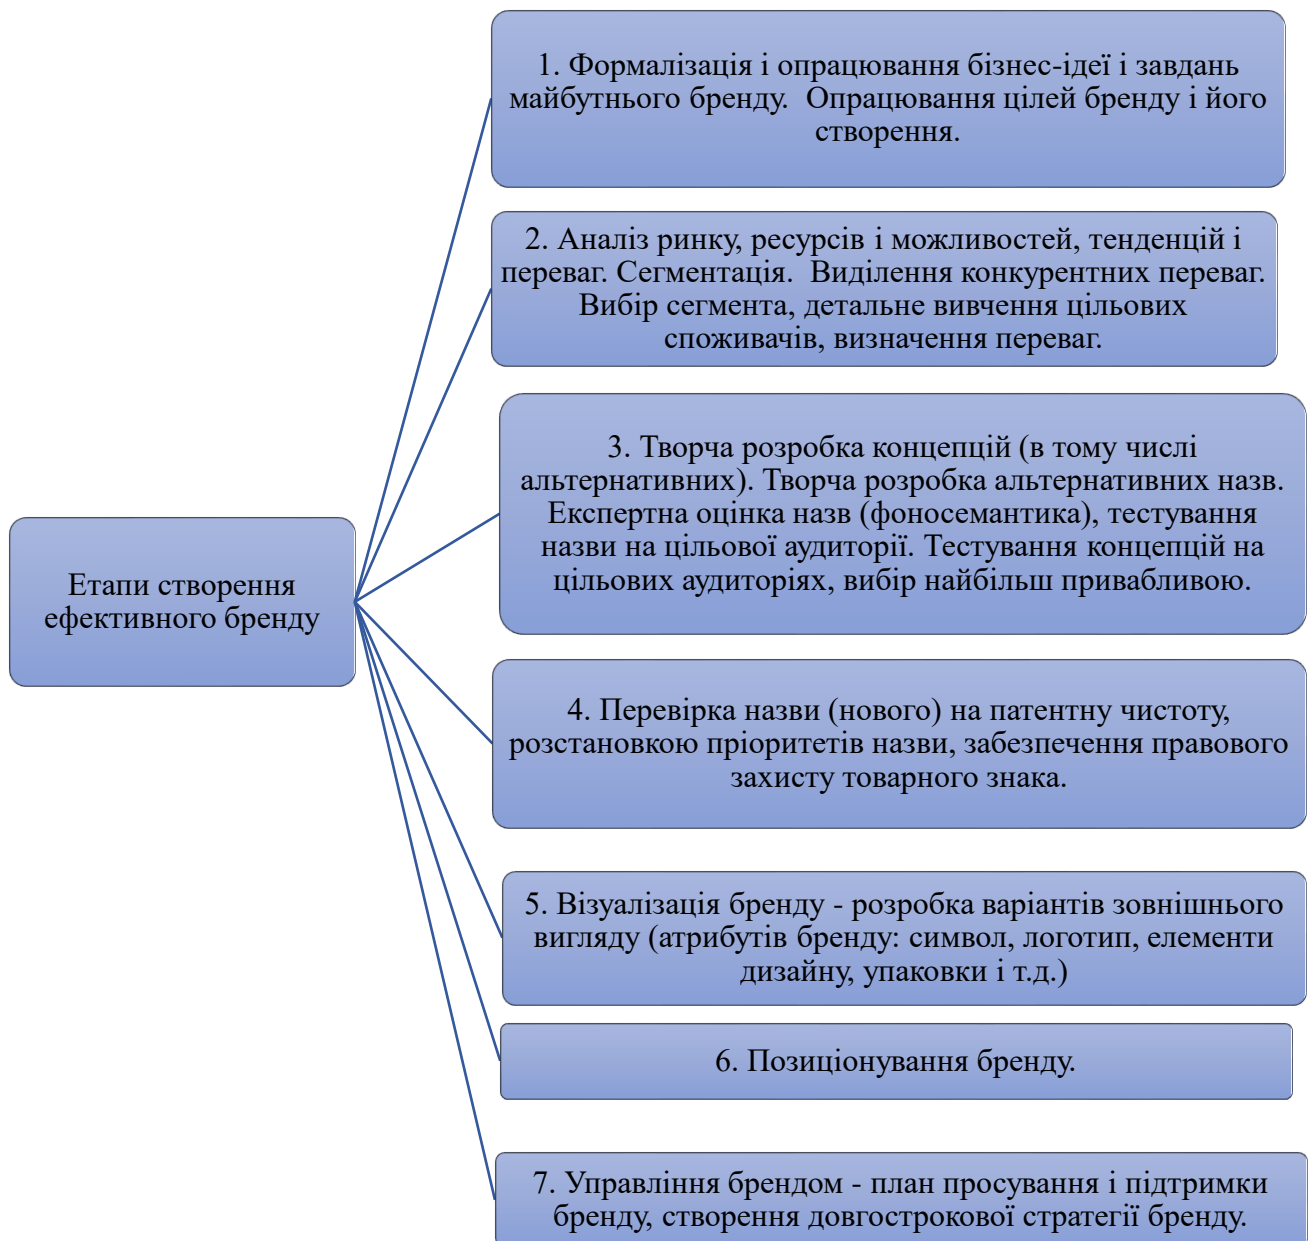 1. Формалізація і опрацювання бізнес-ідеї і завдань
майбутнього бренду.  Опрацювання цілей бренду і його
створення.
2. Аналіз ринку, ресурсів і можливостей, тенденцій і
переваг. Сегментація.  Виділення конкурентних переваг.
Вибір сегмента, детальне вивчення цільових
споживачів, визначення переваг.
3. Творча розробка концепцій (в тому числі
альтернативних). Творча розробка альтернативних назв.
Експертна оцінка назв (фоносемантика), тестування
назви на цільової аудиторії. Тестування концепцій на
цільових аудиторіях, вибір найбільш привабливою.
Етапи створення
ефективного бренду
4. Перевірка назви (нового) на патентну чистоту,
розстановкою пріоритетів назви, забезпечення правового
захисту товарного знака.
5. Візуалізація бренду - розробка варіантів зовнішнього
вигляду (атрибутів бренду: символ, логотип, елементи
дизайну, упаковки і т.д.)
6. Позиціонування бренду.
7. Управління брендом - план просування і підтримки
бренду, створення довгострокової стратегії бренду.